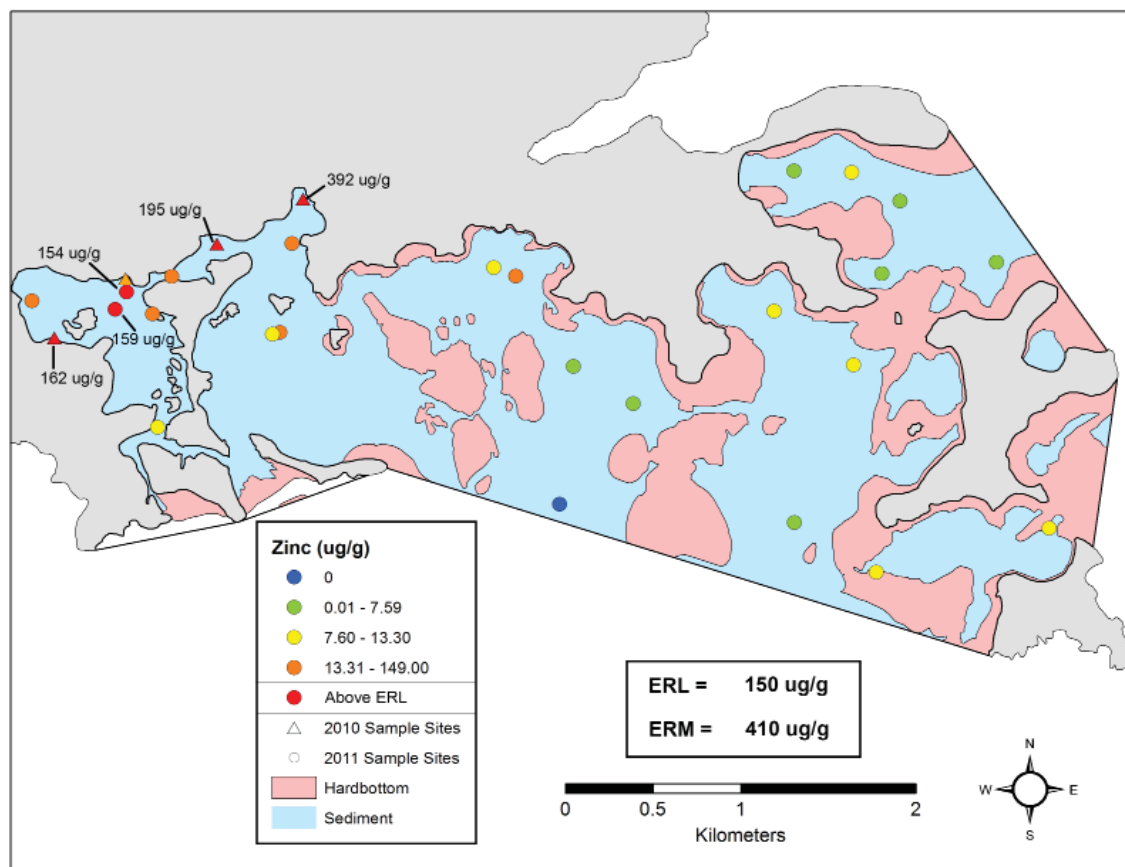 392 ug/g
195 ug/g
154 ug/g
159 ug/g
162 ug/g
Zinc (ug/g)
0
0.01 - 7.59
7.60 - 13.30
13.31 - 149.00
Above ERL
2010 Sample Sites
2011 Sample Sites
Hardbottom
Sediment
ERL = 150 ug/g
ERM = 410 ug/g
0 0.5 1 2
Kilometers
N
W E
S